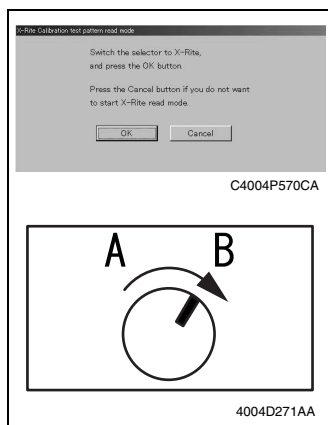 X-Rite Calibration test pattern read mode
Switch the selector to X-Rite,
and press the OK button.
Press the Cancel button if you do not want
to start X-Rite read mode.
OK Cancel
C4004P570CA
A B
4004D271AA